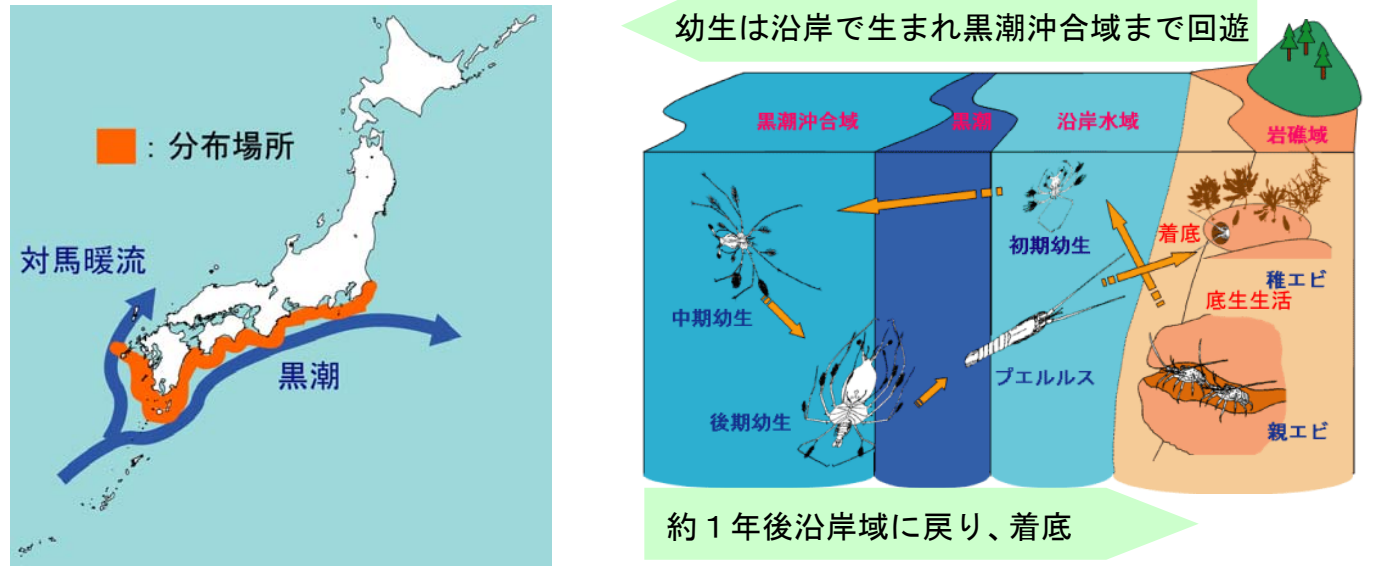 ：分布場所
対馬暖流
黒潮
幼生は沿岸で生まれ黒潮沖合域まで回遊
黒潮沖合域
黒潮
沿岸水域
岩礁域
初期幼生
着底
稚エビ
中期幼生
底生生活
プエルルス
後期幼生
親エビ
約１年後沿岸域に戻り、着底